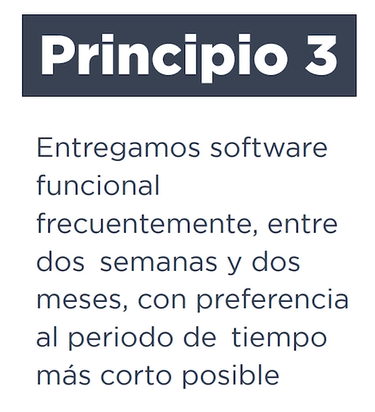 Principio 3
Entregamos software
funcional
frecuentemente, entre
dos semanas y dos
meses, con preferencia
al periodo de tiempo
más corto posible